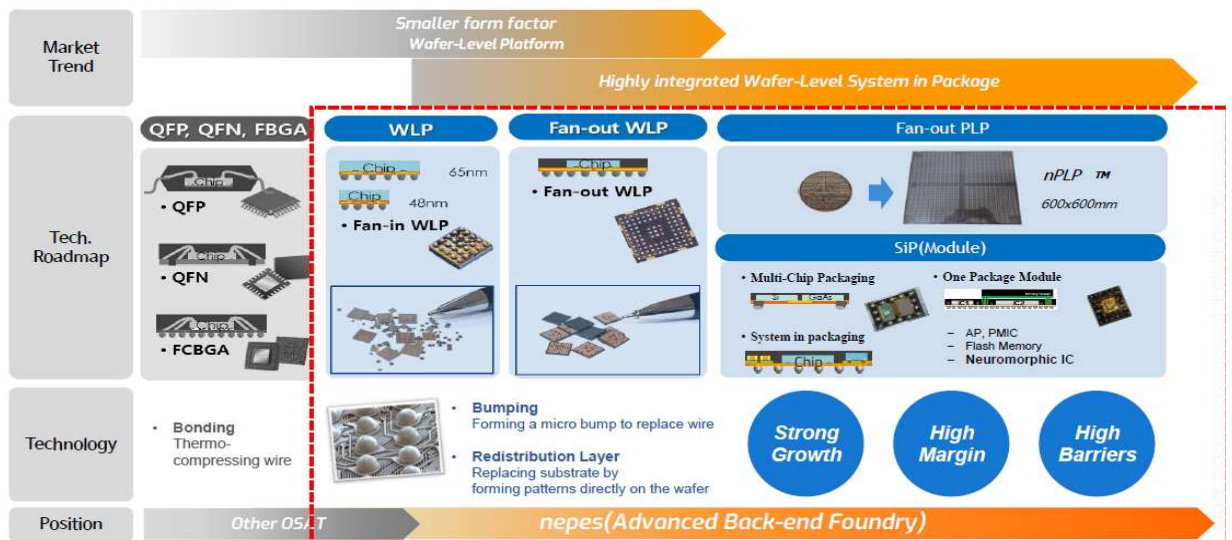 Market
Trend
Smaller form factor
Wafer-Level Platform
Highly integrated Wafer-Level System in Package
Tech.
Roadmap
QFP, QFN, FBGA
Chip
• QFP
Chip
• QFN
Chip
• FCBGA
WLP
Chip
65nm
Chip
48nm
• Fan-in WLP
Fan-out WLP
Chip
• Fan-out WLP
Fan-out PLP
nPLP ™
600x600mm
SiP(Module)
• Multi-Chip Packaging
Si GaAs
• System in packaging
Chip
• One Package Module
– AP, PMIC
– Flash Memory
– Neuromorphic IC
Technology
• Bonding
Thermo-
compressing wire
• Bumping
Forming a micro bump to replace wire
• Redistribution Layer
Replacing substrate by
forming patterns directly on the wafer
Strong
Growth
High
Margin
High
Barriers
Position
Other OSAT
nepes(Advanced Back-end Foundry)